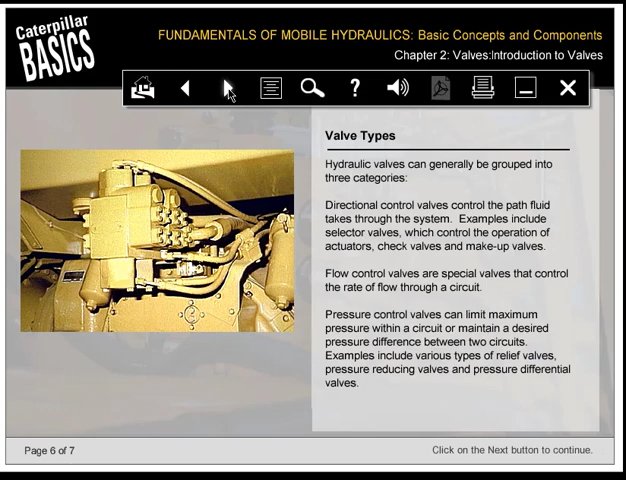 Caterpillar
BASICS
FUNDAMENTALS OF MOBILE HYDRAULICS: Basic Concepts and Components
Chapter 2: Valves:Introduction to Valves
?
Valve Types
Hydraulic valves can generally be grouped into
three categories:
Directional control valves control the path fluid
takes through the system. Examples include
selector valves, which control the operation of
actuators, check valves and make-up valves.
Flow control valves are special valves that control
the rate of flow through a circuit.
Pressure control valves can limit maximum
pressure within a circuit or maintain a desired
pressure difference between two circuits.
Examples include various types of relief valves,
pressure reducing valves and pressure differential
valves.
Page 6 of 7
Click on the Next button to continue.